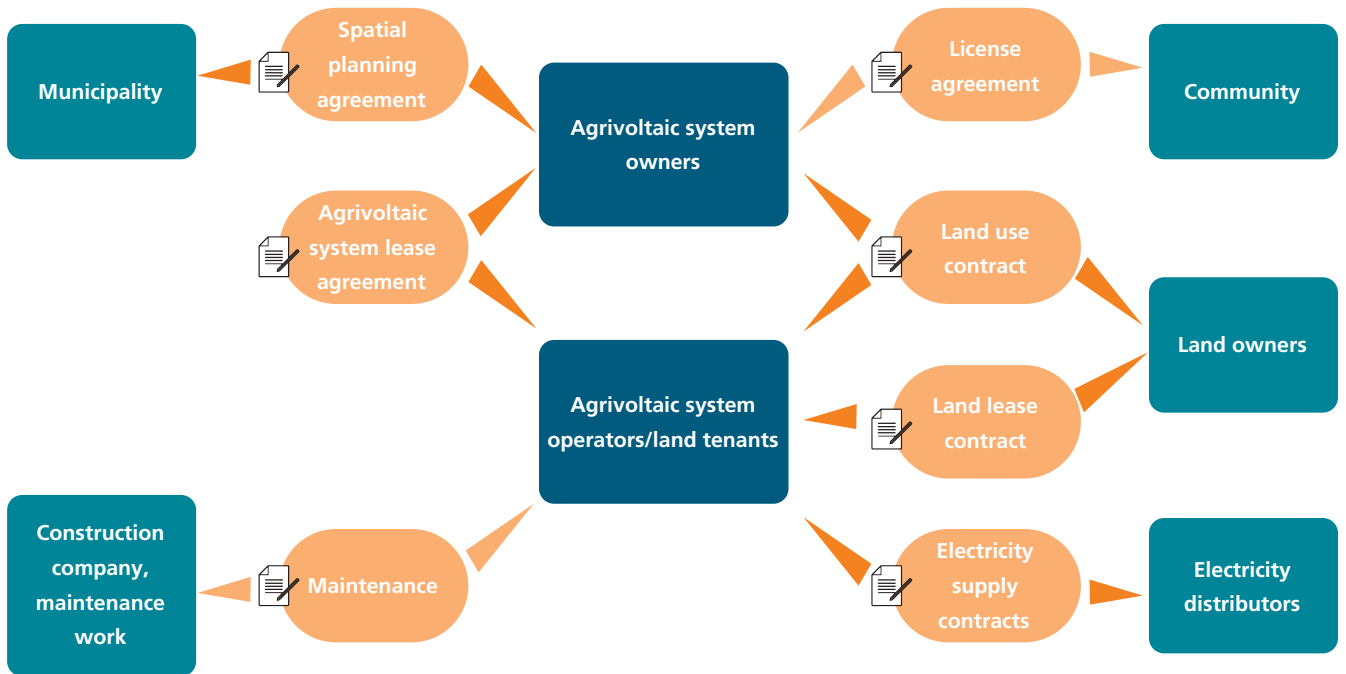 Municipality
Spatial
planning
agreement
Agrivoltaic system
owners
License
agreement
Community
Agrivoltaic
system lease
agreement
Land use
contract
Land owners
Agrivoltaic system
operators/land tenants
Land lease
contract
Construction
company,
maintenance
work
Maintenance
Electricity
supply
contracts
Electricity
distributors